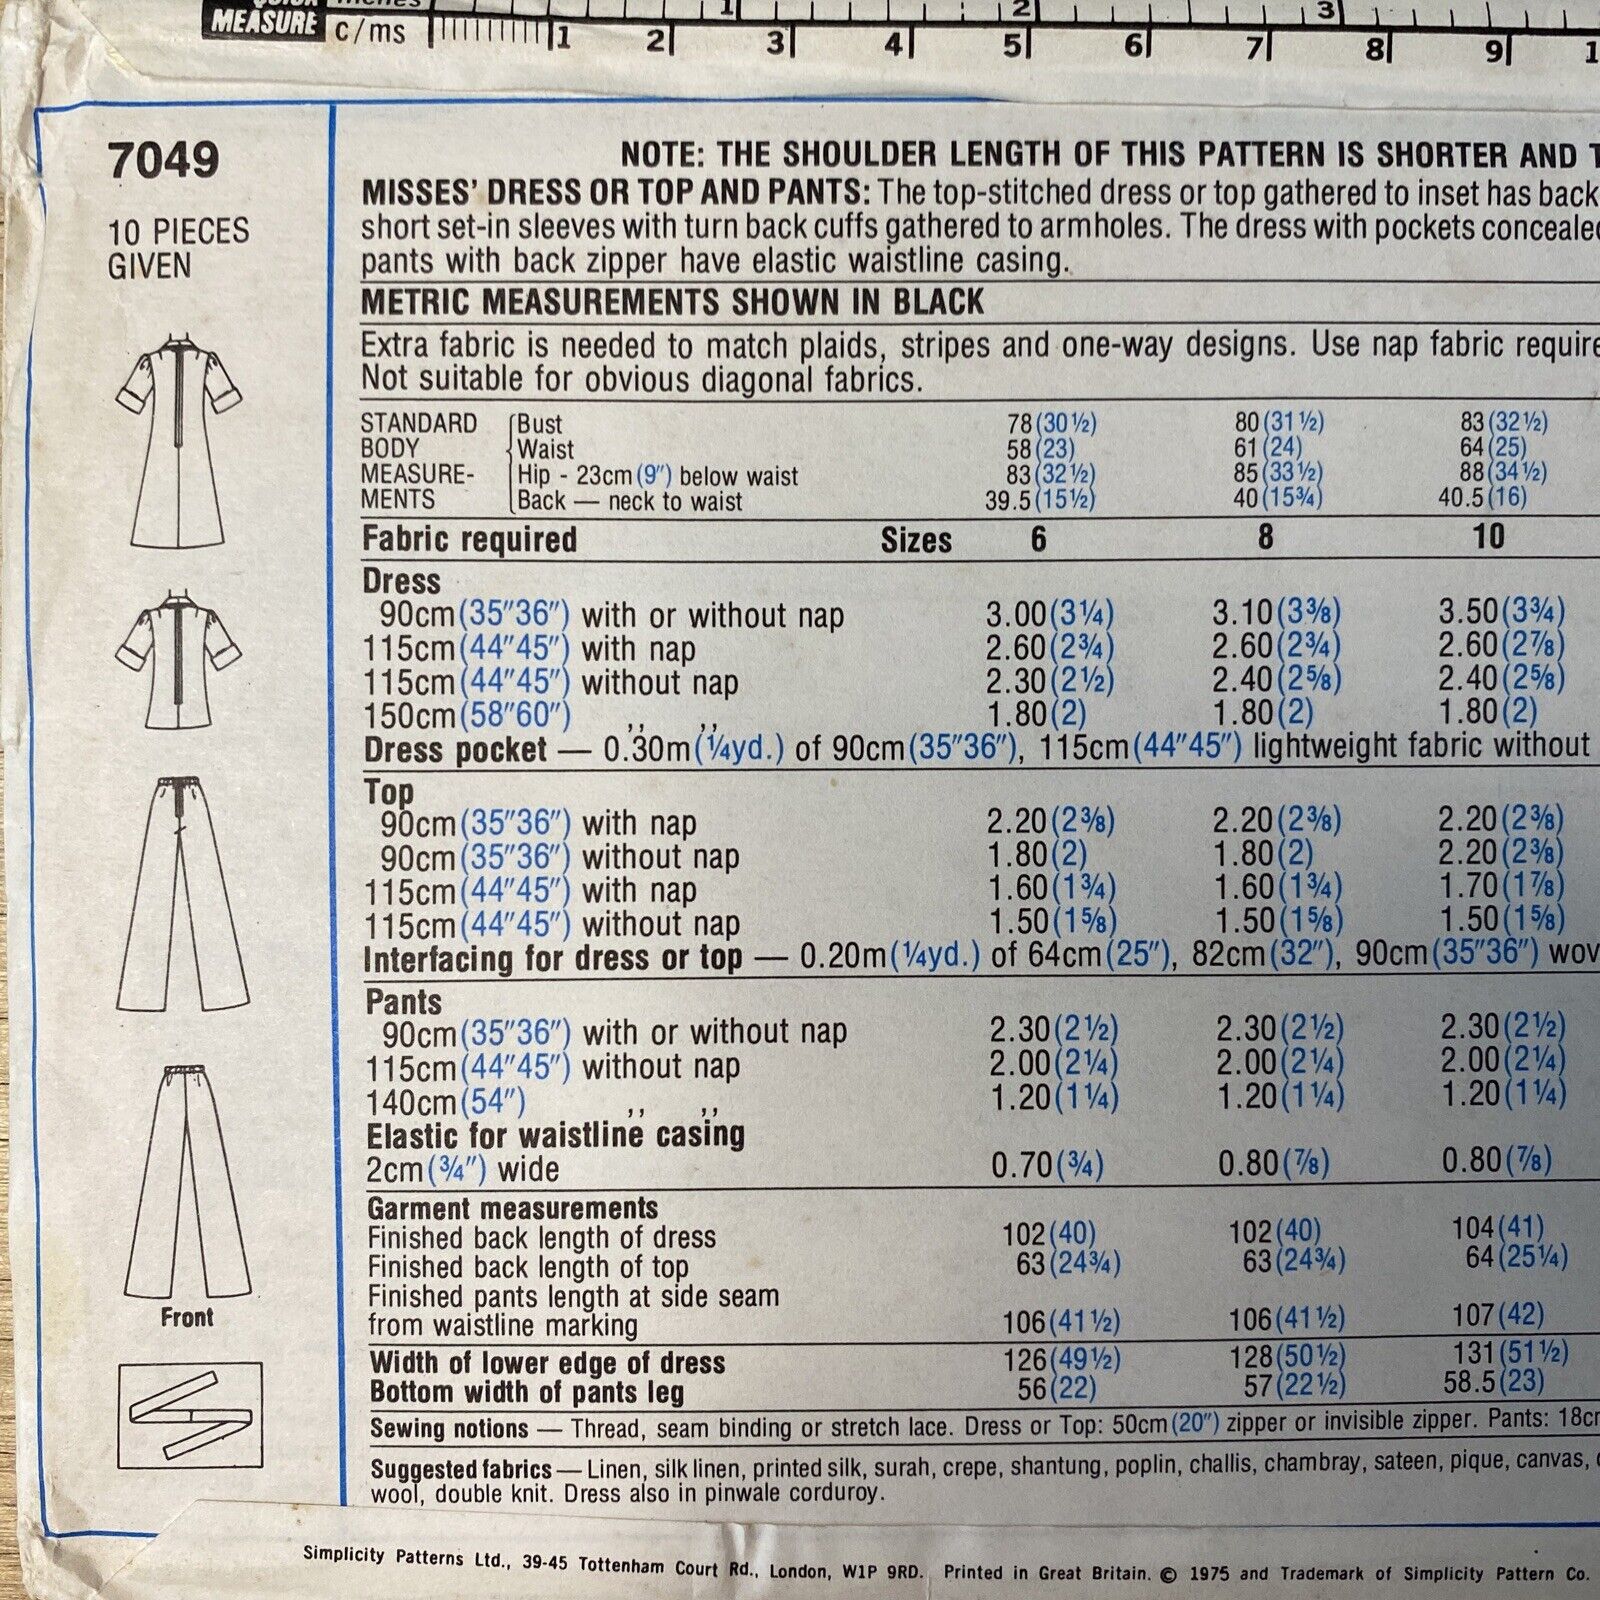 MEASURE c/ms 1 2 3 4 5 6 7 8 9
1 2 3
7049
10 PIECES
GIVEN
Front
NOTE: THE SHOULDER LENGTH OF THIS PATTERN IS SHORTER AND
MISSES' DRESS OR TOP AND PANTS: The top-stitched dress or top gathered to inset has back
short set-in sleeves with turn back cuffs gathered to armholes. The dress with pockets concealed
pants with back zipper have elastic waistline casing.
METRIC MEASUREMENTS SHOWN IN BLACK
Extra fabric is needed to match plaids, stripes and one-way designs. Use nap fabric require
Not suitable for obvious diagonal fabrics.
STANDARD Bust 78(30½) 80(31½) 83(32½)
BODY Waist 58(23) 61(24) 64(25)
MEASURE- Hip - 23cm(9") below waist 83(32½) 85(33½) 88(34½)
MENTS Back — neck to waist 39.5(15½) 40(15¾) 40.5(16)
Fabric required Sizes 6 8 10
Dress
90cm(35"36") with or without nap 3.00(3¼) 3.10(3⅜) 3.50(3¾)
115cm(44"45") with nap 2.60(2¾) 2.60(2¾) 2.60(2⅞)
115cm(44"45") without nap 2.30(2½) 2.40(2⅝) 2.40(2⅝)
150cm(58"60") ,, ,, 1.80(2) 1.80(2) 1.80(2)
Dress pocket — 0.30m(¼yd.) of 90cm(35"36"), 115cm(44"45") lightweight fabric without
Top
90cm(35"36") with nap 2.20(2⅜) 2.20(2⅜) 2.20(2⅜)
90cm(35"36") without nap 1.80(2) 1.80(2) 2.20(2⅜)
115cm(44"45") with nap 1.60(1¾) 1.60(1¾) 1.70(1⅞)
115cm(44"45") without nap 1.50(1⅝) 1.50(1⅝) 1.50(1⅝)
Interfacing for dress or top — 0.20m(¼yd.) of 64cm(25"), 82cm(32"), 90cm(35"36") wov
Pants
90cm(35"36") with or without nap 2.30(2½) 2.30(2½) 2.30(2½)
115cm(44"45") without nap 2.00(2¼) 2.00(2¼) 2.00(2¼)
140cm(54") ,, ,, 1.20(1¼) 1.20(1¼) 1.20(1¼)
Elastic for waistline casing
2cm(¾") wide 0.70(¾) 0.80(⅞) 0.80(⅞)
Garment measurements
Finished back length of dress 102(40) 102(40) 104(41)
Finished back length of top 63(24¾) 63(24¾) 64(25¼)
Finished pants length at side seam
from waistline marking 106(41½) 106(41½) 107(42)
Width of lower edge of dress 126(49½) 128(50½) 131(51½)
Bottom width of pants leg 56(22) 57(22½) 58.5(23)
Sewing notions — Thread, seam binding or stretch lace. Dress or Top: 50cm(20") zipper or invisible zipper. Pants: 18cm
Suggested fabrics — Linen, silk linen, printed silk, surah, crepe, shantung, poplin, challis, chambray, sateen, pique, canvas,
wool, double knit. Dress also in pinwale corduroy.
Simplicity Patterns Ltd., 39-45 Tottenham Court Rd., London, W1P 9RD. Printed in Great Britain. © 1975 and Trademark of Simplicity Pattern Co.